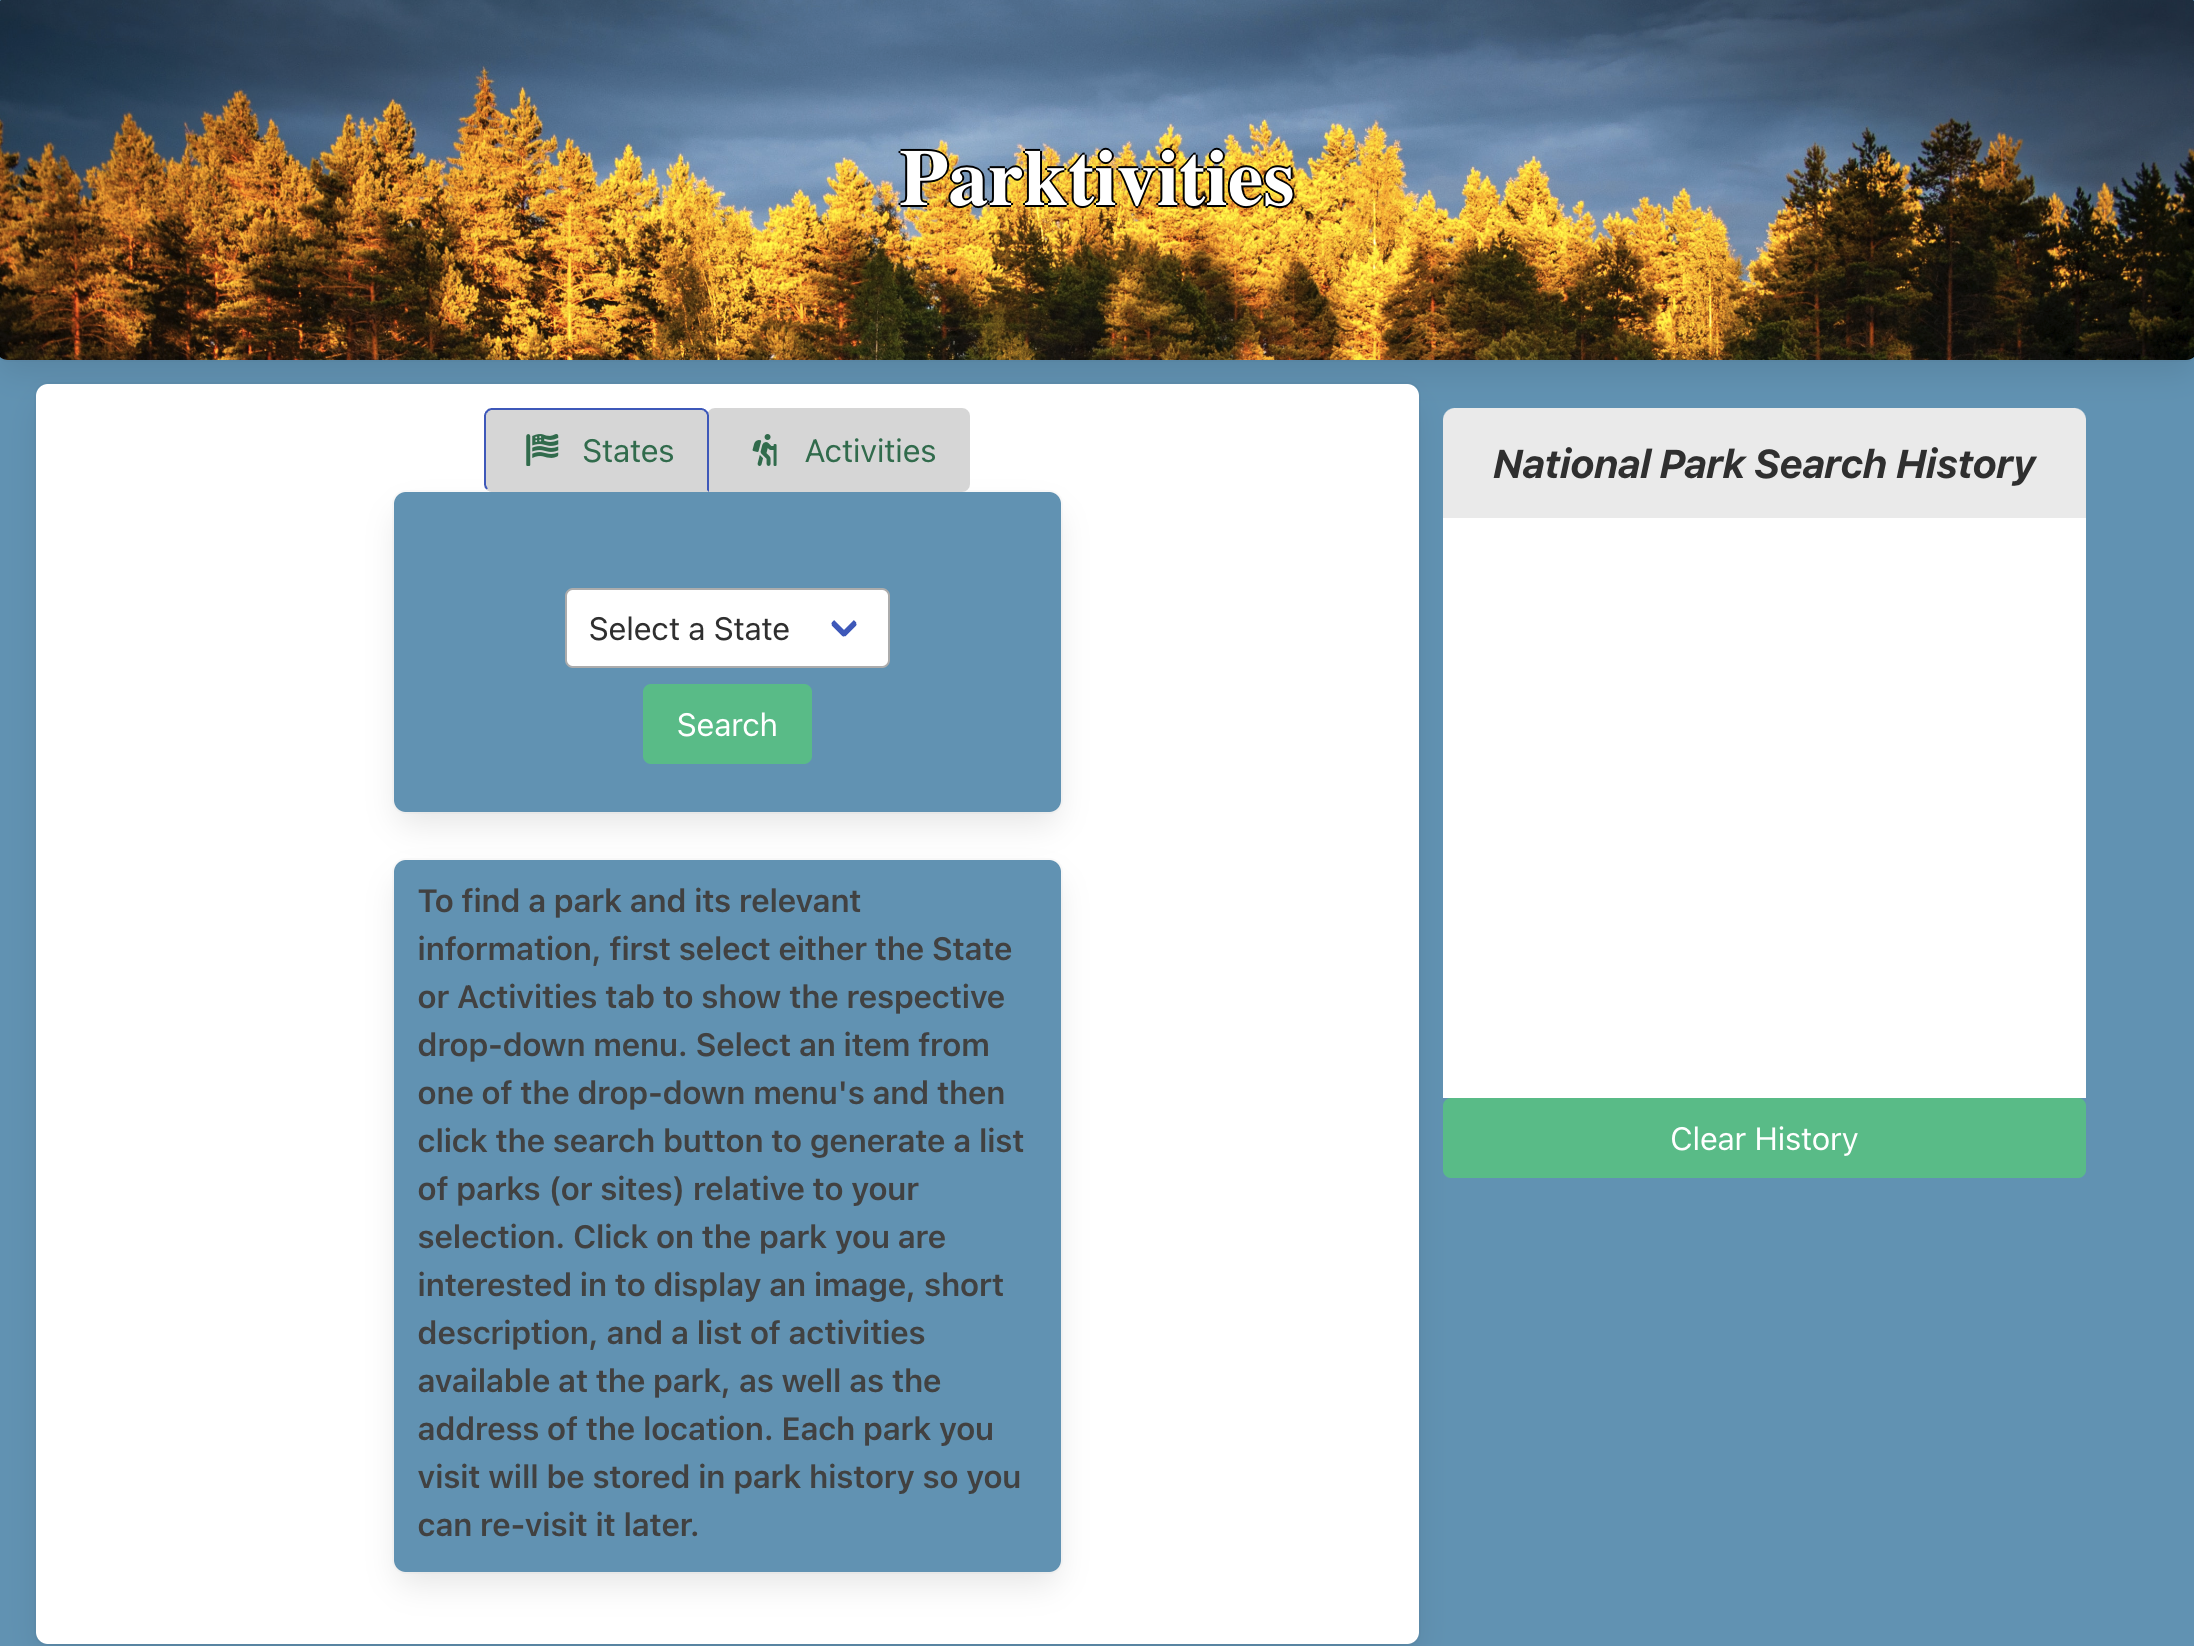 Parktivities
States
Activities
Select a State
Search
To find a park and its relevant
information, first select either the State
or Activities tab to show the respective
drop-down menu. Select an item from
one of the drop-down menu's and then
click the search button to generate a list
of parks (or sites) relative to your
selection. Click on the park you are
interested in to display an image, short
description, and a list of activities
available at the park, as well as the
address of the location. Each park you
visit will be stored in park history so you
can re-visit it later.
National Park Search History
Clear History